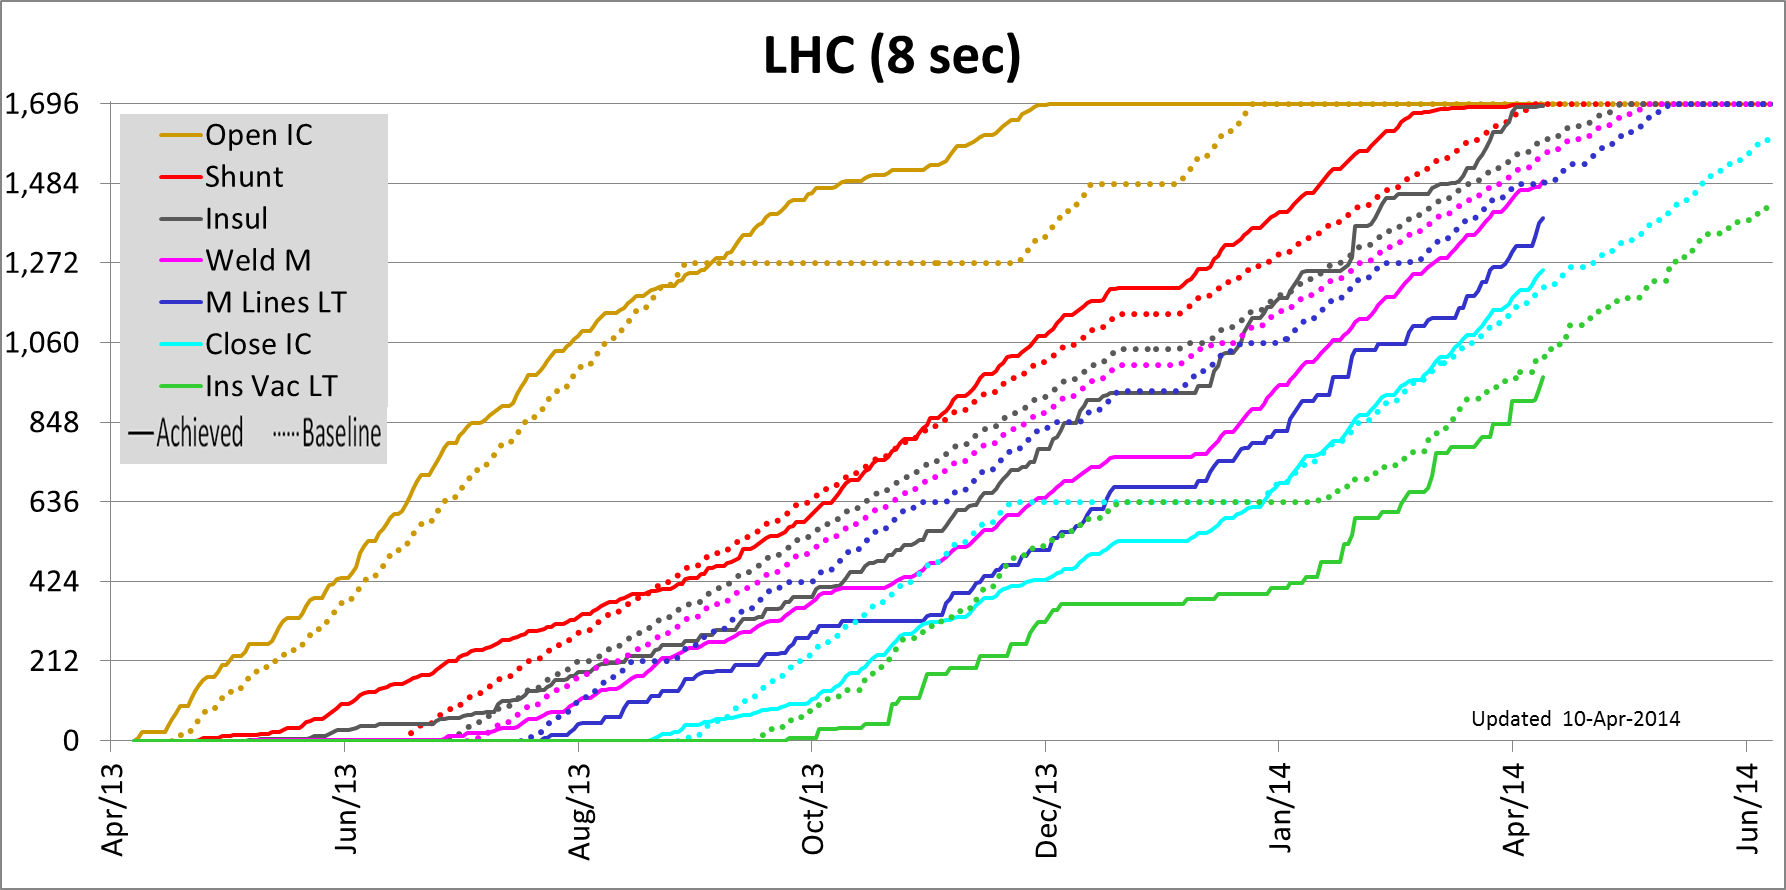 LHC (8 sec)
1,696
1,484
1,272
1,060
848
636
424
212
0
Open IC
Shunt
Insul
Weld M
M Lines LT
Close IC
Ins Vac LT
Achieved Baseline
Updated 10-Apr-2014
Apr/13
Jun/13
Aug/13
Oct/13
Dec/13
Jan/14
Apr/14
Jun/14